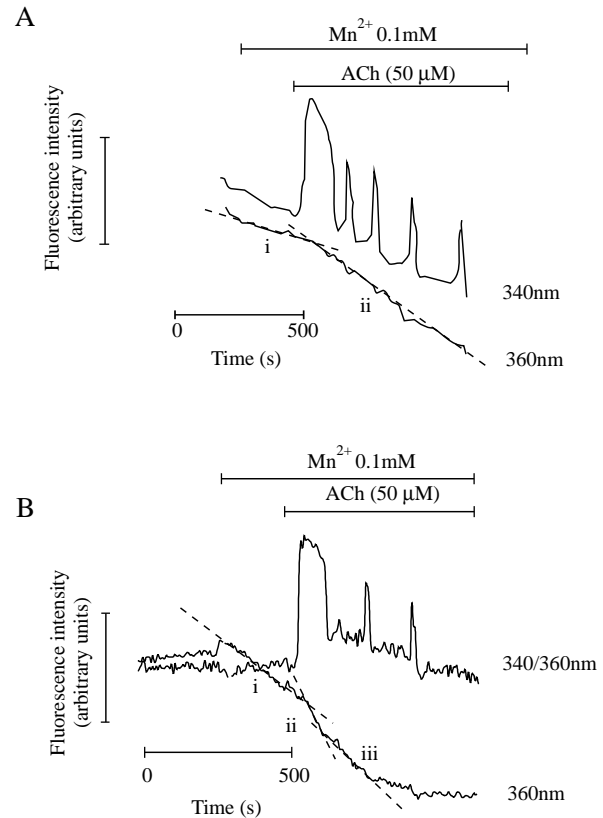 A
Mn2+ 0.1mM
ACh (50 μM)
Fluorescence intensity
(arbitrary units)
i
ii
340nm
0
500
Time (s)
360nm
Mn2+ 0.1mM
ACh (50 μM)
B
Fluorescence intensity
(arbitrary units)
340/360nm
i
ii
iii
0
500
360nm
Time (s)